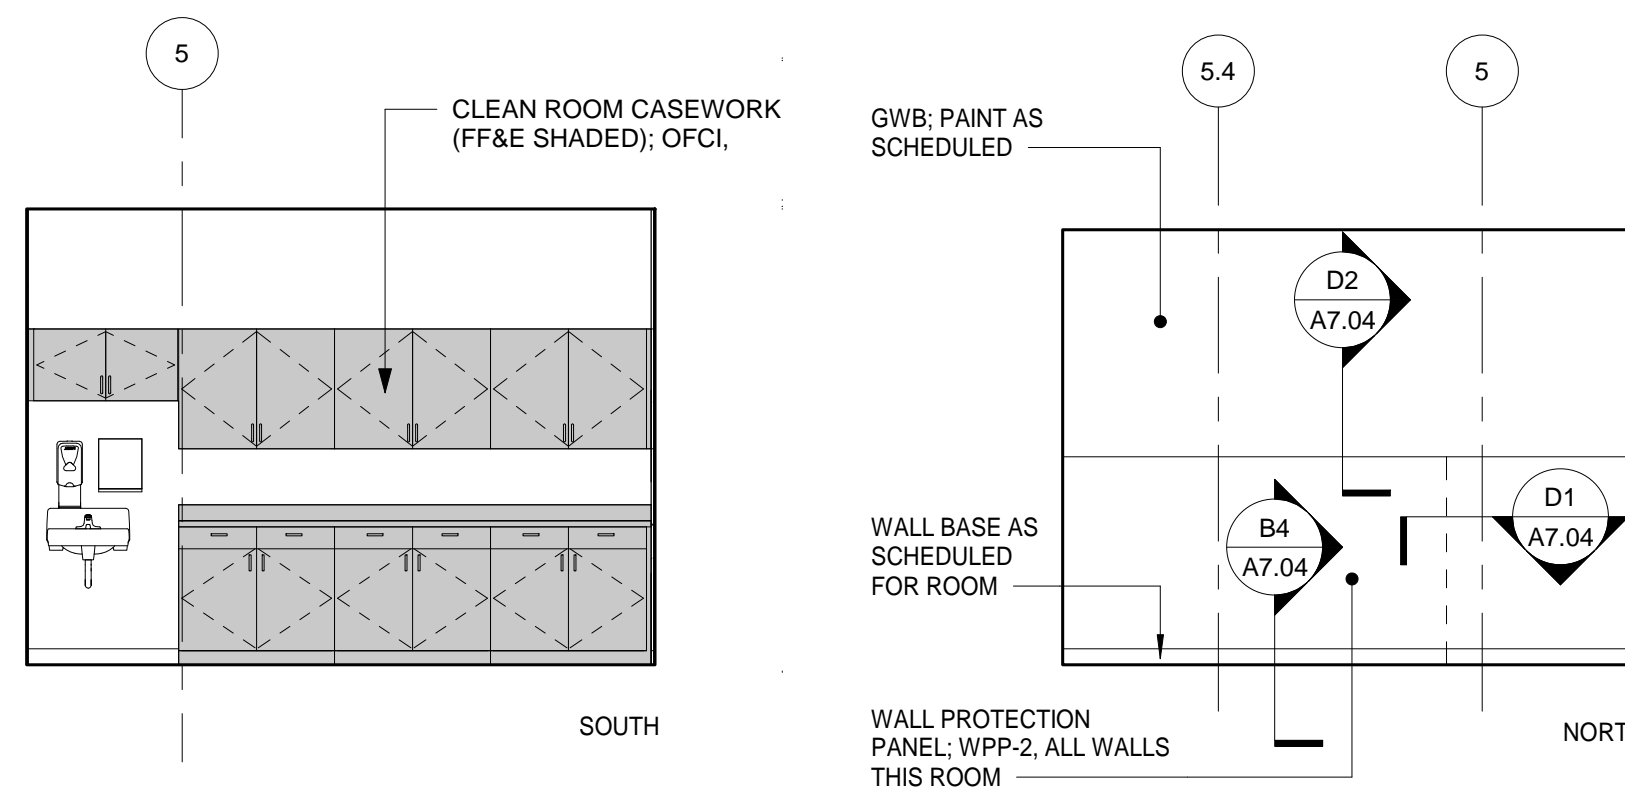 5
CLEAN ROOM CASEWORK
(FF&E SHADED); OFCI,
SOUTH
5.4
5
GWB; PAINT AS
SCHEDULED
D2
A7.04
D1
A7.04
B4
A7.04
WALL BASE AS
SCHEDULED
FOR ROOM
WALL PROTECTION
PANEL; WPP-2, ALL WALLS
THIS ROOM
NORT